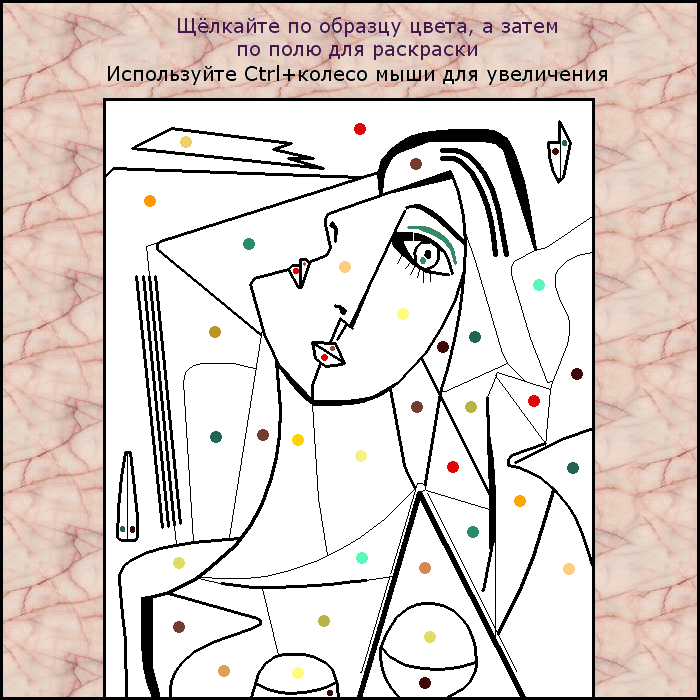 Щёлкайте по образцу цвета, а затем
по полю для раскраски
Используйте Ctrl+колесо мыши для увеличения